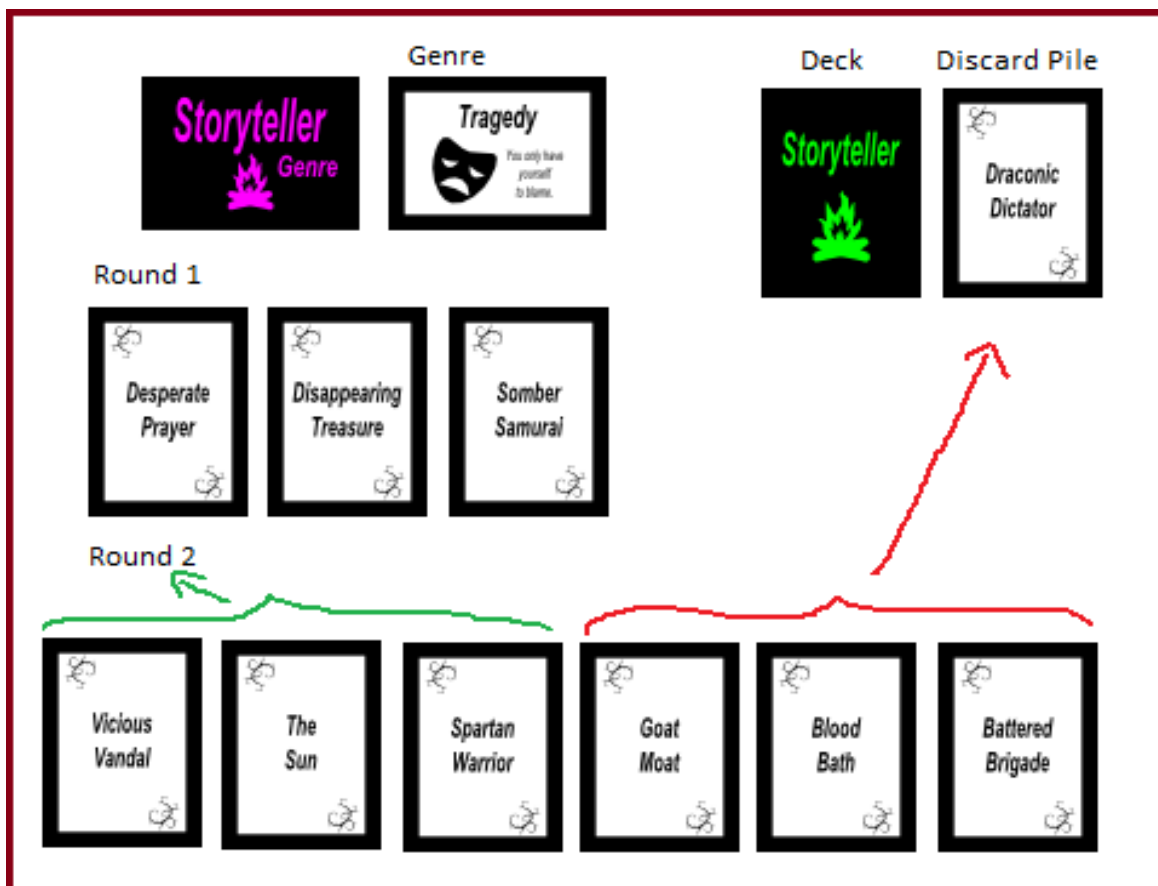 Genre
Deck
Discard Pile
Storyteller
Genre
Tragedy
You only have
yourself
to blame.
Storyteller
Draconic
Dictator
Round 1
Desperate
Prayer
Disappearing
Treasure
Somber
Samurai
Round 2
Vicious
Vandal
The
Sun
Spartan
Warrior
Goat
Moat
Blood
Bath
Battered
Brigade